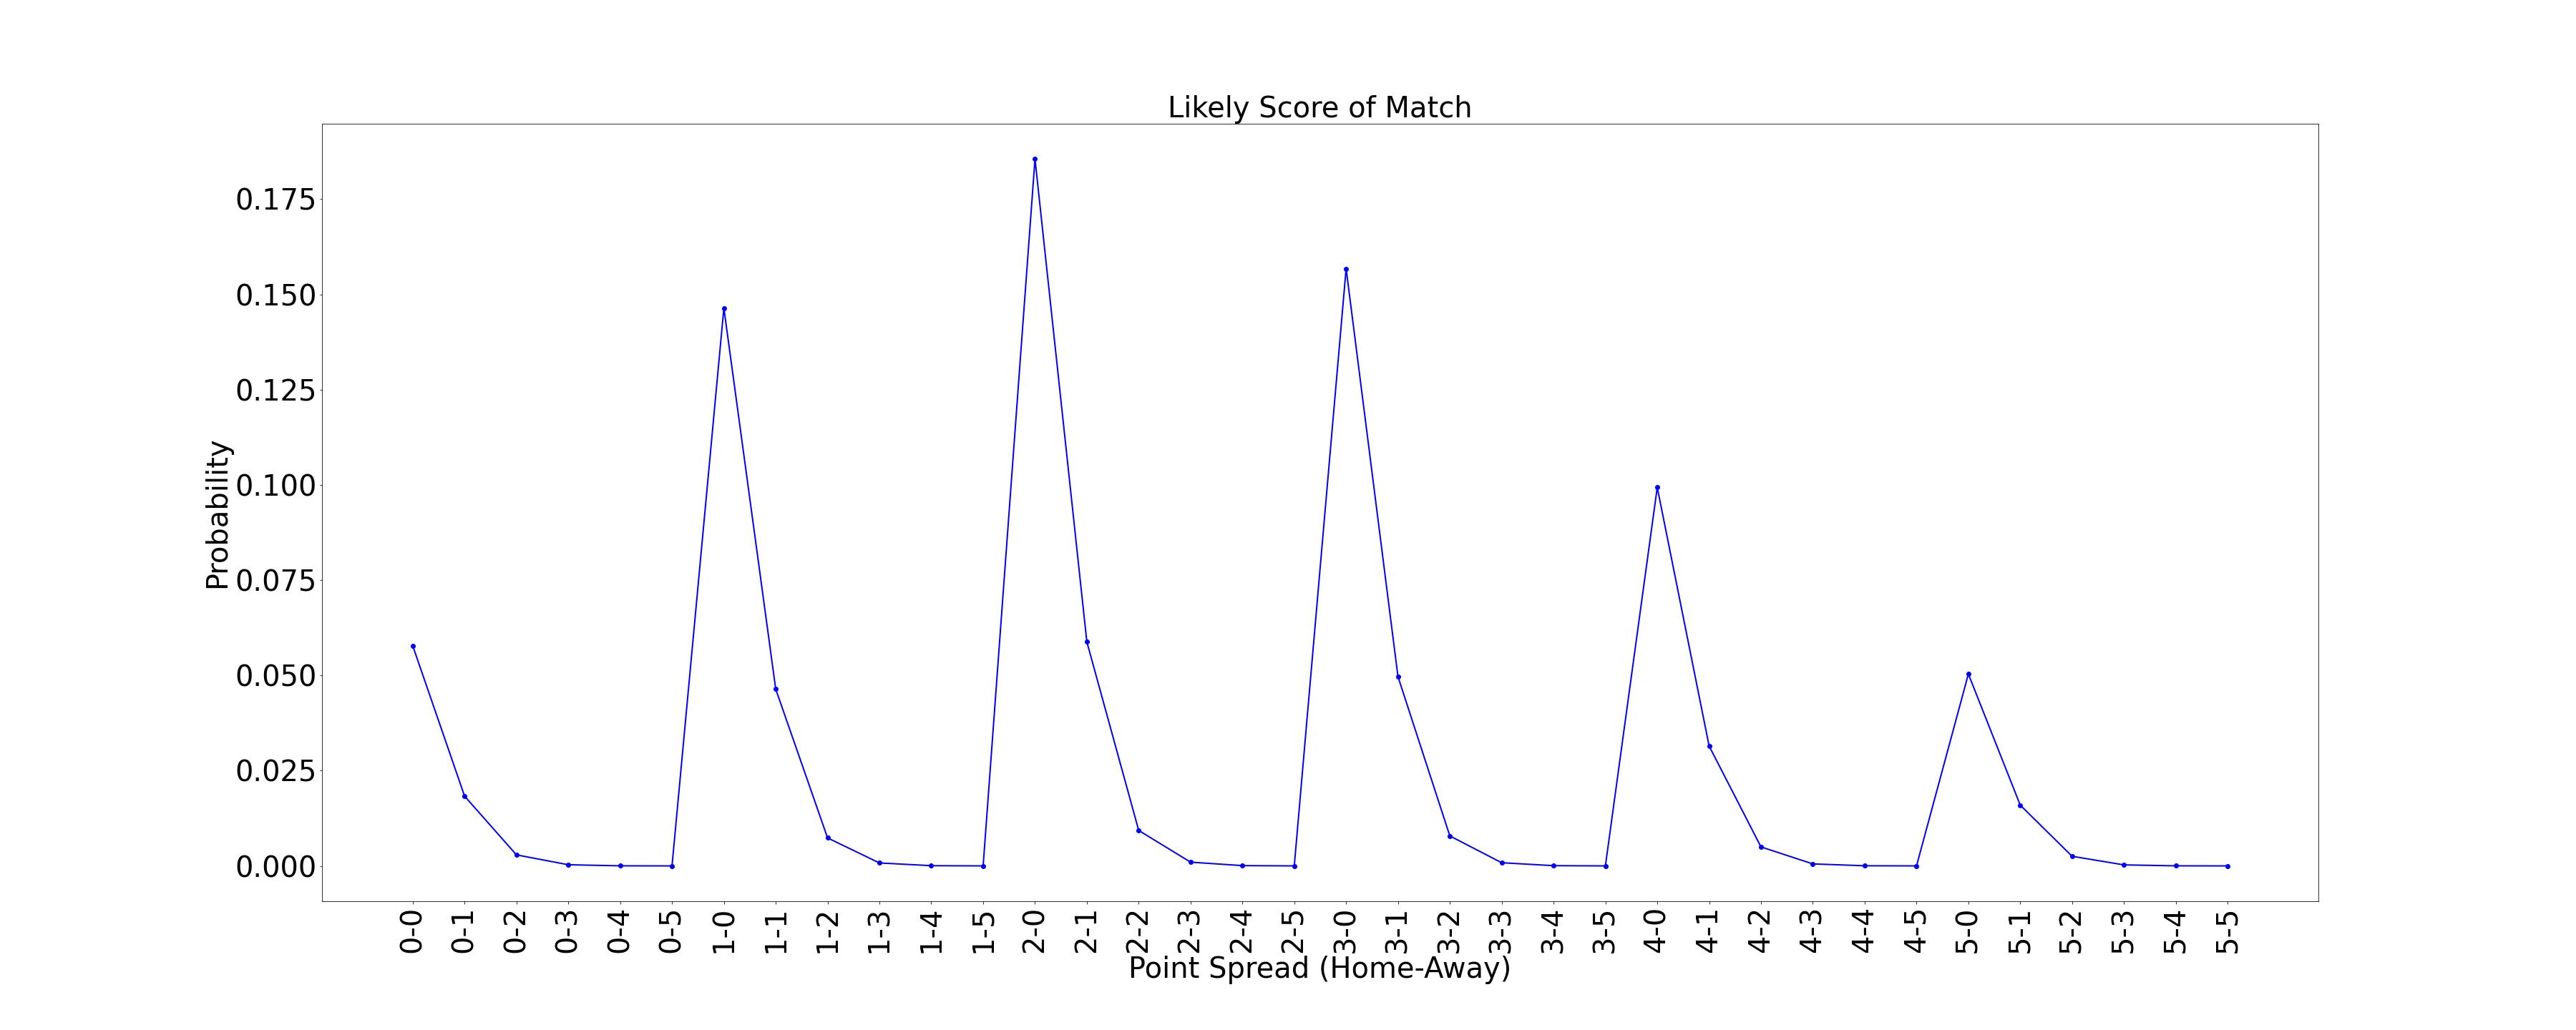 Likely Score of Match
Probability
0.175
0.150
0.125
0.100
0.075
0.050
0.025
0.000
0-0 0-1 0-2 0-3 0-4 0-5 1-0 1-1 1-2 1-3 1-4 1-5 2-0 2-1 2-2 2-3 2-4 2-5 3-0 3-1 3-2 3-3 3-4 3-5 4-0 4-1 4-2 4-3 4-4 4-5 5-0 5-1 5-2 5-3 5-4 5-5
Point Spread (Home-Away)